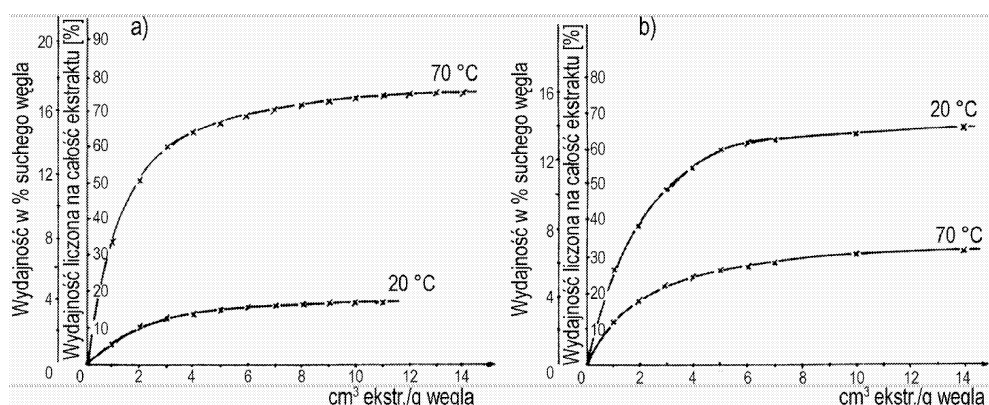 a)
Wydajność w % suchego węgla
Wydajność liczona na całość ekstraktu [%]
20
16
12
8
4
0
90
80
70
60
50
40
30
20
10
0
70 °C
20 °C
0 2 4 6 8 10 12 14
cm³ ekstr./g węgla
b)
Wydajność w % suchego węgla
Wydajność liczona na całość ekstraktu [%]
16
12
8
4
0
80
70
60
50
40
30
20
10
20 °C
70 °C
0 2 4 6 8 10 12 14
cm³ ekstr./g węgla